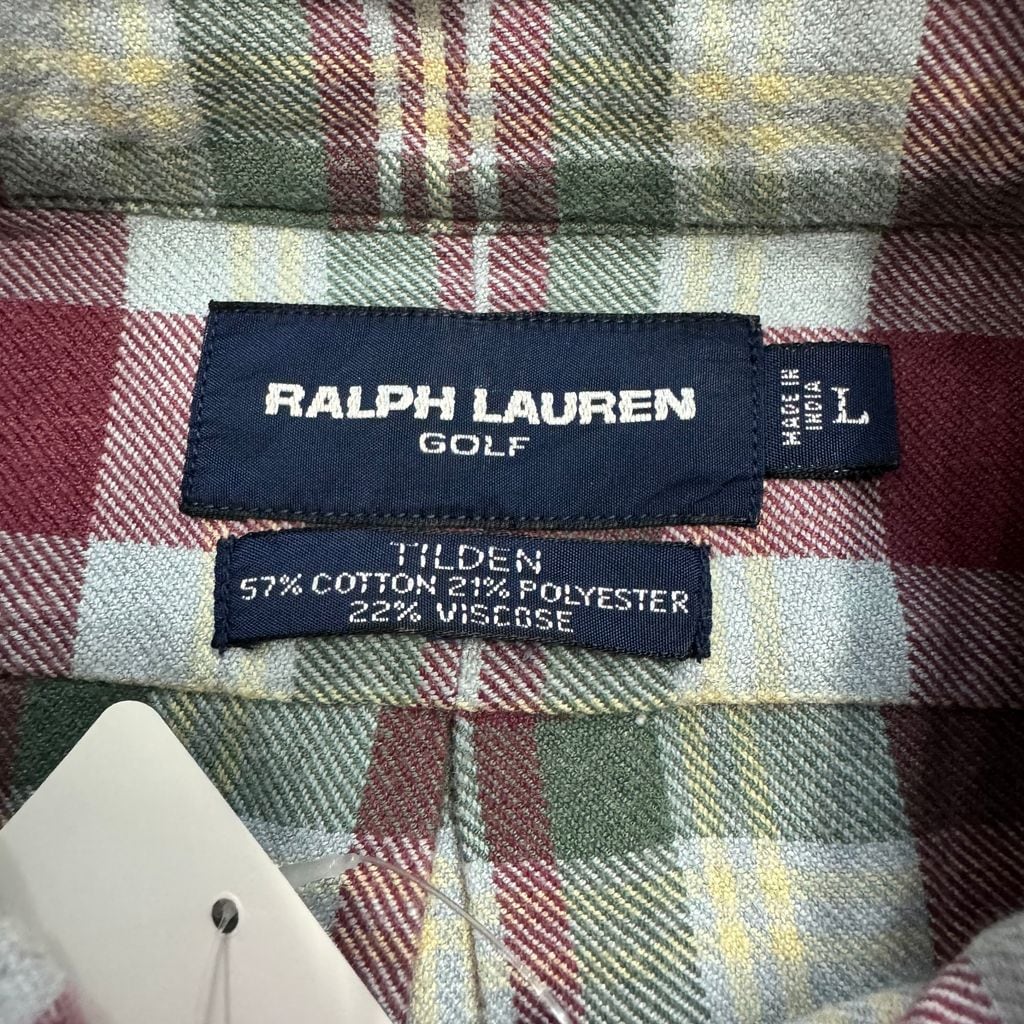 RALPH LAUREN
GOLF
MADE IN
INDIA
L
TILDEN
57% COTTON 21% POLYESTER
22% VISCOSE